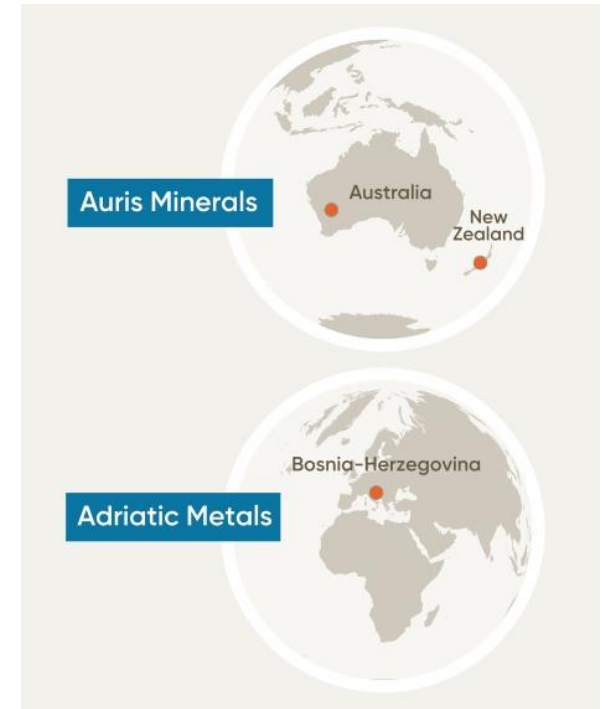 Auris Minerals
Australia
New
Zealand
Bosnia-Herzegovina
Adriatic Metals